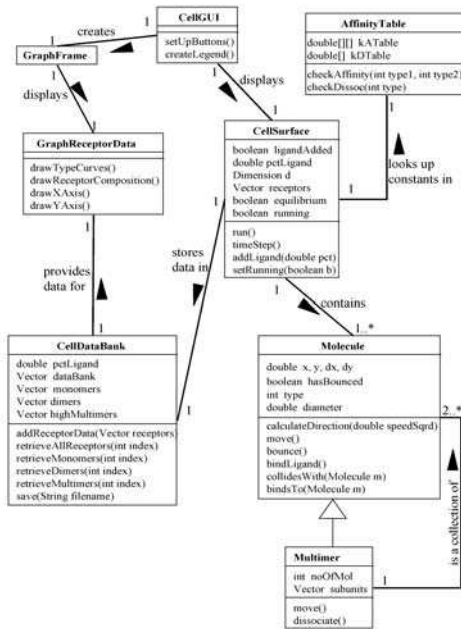 CellGUI
setUpButtons()
createLegend()
creates
1
1
1
1
GraphFrame
displays
1
GraphReceptorData
drawTypeCurves()
drawReceptorComposition()
drawXAxis()
drawYAxis()
1
displays
1
AffinityTable
double[][] kATable
double[] kDTable
checkAffinity(int type1, int type2)
checkDissoc(int type)
1
looks up
constants in
1
CellSurface
boolean ligandAdded
double pctLigand
Dimension d
Vector receptors
boolean equilibrium
boolean running
run()
timeStep()
addLigand(double pct)
setRunning(boolean b)
1
1
stores
data in
1
provides
data for
1
CellDataBank
double pctLigand
Vector dataBank
Vector monomers
Vector dimers
Vector highMultimers
addReceptorData(Vector receptors)
retrieveAllReceptors(int index)
retrieveMonomers(int index)
retrieveDimers(int index)
retrieveMultimers(int index)
save(String filename)
contains
1..*
Molecule
double x, y, dx, dy
boolean hasBounced
int type
double diameter
calculateDirection(double speedSqrd)
move()
bounce()
bindLigand()
collidesWith(Molecule m)
bindsTo(Molecule m)
2..*
is a collection of
1
Multimer
int noOfMol
Vector subunits
move()
dissociate()